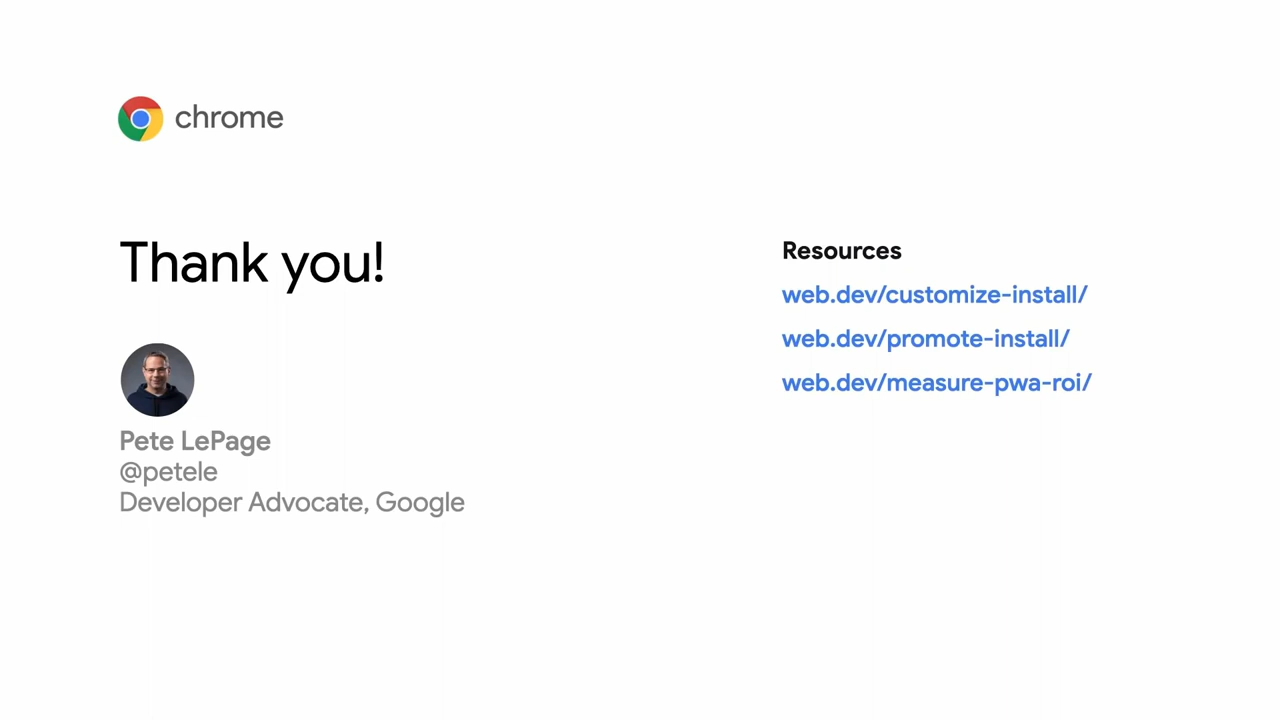 chrome
Thank you!
Pete LePage
@petele
Developer Advocate, Google
Resources
web.dev/customize-install/
web.dev/promote-install/
web.dev/measure-pwa-roi/